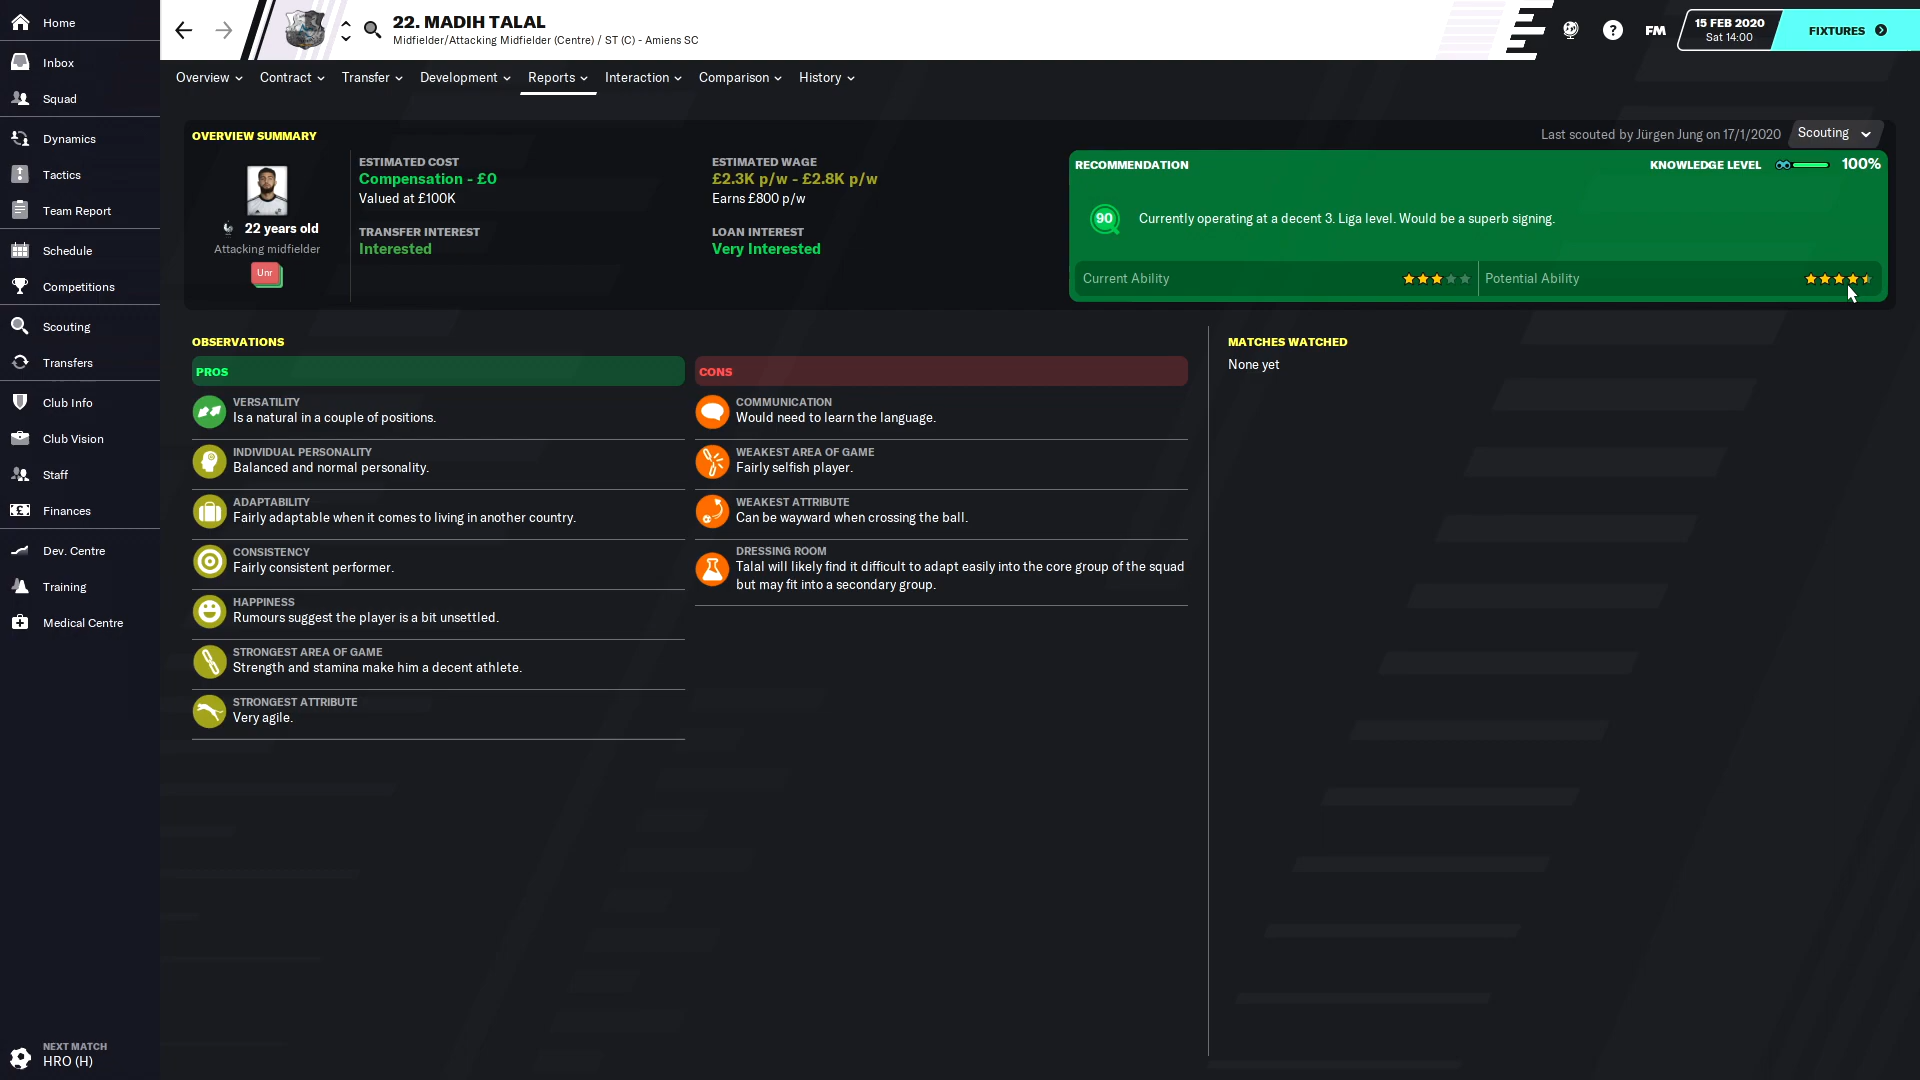 Home
Inbox
Squad
Dynamics
Tactics
Team Report
Schedule
Competitions
Scouting
Transfers
Club Info
Club Vision
Staff
Finances
Dev. Centre
Training
Medical Centre
NEXT MATCH
HRO (H)
22. MADIH TALAL
Midfielder/Attacking Midfielder (Centre) / ST (C) - Amiens SC
FM
15 FEB 2020
Sat 14:00
FIXTURES
Overview Contract Transfer Development Reports Interaction Comparison History
OVERVIEW SUMMARY
Last scouted by Jürgen Jung on 17/1/2020 Scouting
22 years old
Attacking midfielder
Unr
ESTIMATED COST
Compensation - £0
Valued at £100K
TRANSFER INTEREST
Interested
ESTIMATED WAGE
£2.3K p/w - £2.8K p/w
Earns £800 p/w
LOAN INTEREST
Very Interested
RECOMMENDATION KNOWLEDGE LEVEL 100%
90 Currently operating at a decent 3. Liga level. Would be a superb signing.
Current Ability Potential Ability
OBSERVATIONS
PROS
VERSATILITY
Is a natural in a couple of positions.
INDIVIDUAL PERSONALITY
Balanced and normal personality.
ADAPTABILITY
Fairly adaptable when it comes to living in another country.
CONSISTENCY
Fairly consistent performer.
HAPPINESS
Rumours suggest the player is a bit unsettled.
STRONGEST AREA OF GAME
Strength and stamina make him a decent athlete.
STRONGEST ATTRIBUTE
Very agile.
CONS
COMMUNICATION
Would need to learn the language.
WEAKEST AREA OF GAME
Fairly selfish player.
WEAKEST ATTRIBUTE
Can be wayward when crossing the ball.
DRESSING ROOM
Talal will likely find it difficult to adapt easily into the core group of the squad
but may fit into a secondary group.
MATCHES WATCHED
None yet